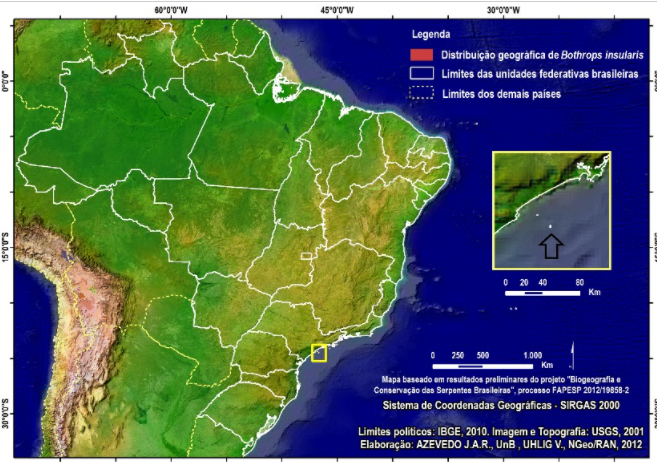 60°0'0"W 45°0'0"W 30°0'0"W
Legenda
Distribuição geográfica de Bothrops insularis
Limites das unidades federativas brasileiras
Limites dos demais países
0°0'0"
15°0'0"S
30°0'0"S
0 20 40 80
Km
0 250 500 1.000
Km
Mapa baseado em resultados preliminares do projeto "Biogeografia e
Conservação das Serpentes Brasileiras", processo FAPESP 2012/19858-2
Sistema de Coordenadas Geográficas - SIRGAS 2000
Limites políticos: IBGE, 2010. Imagem e Topografia: USGS, 2001
Elaboração: AZEVEDO J.A.R., UnB , UHLIG V., NGeo/RAN, 2012